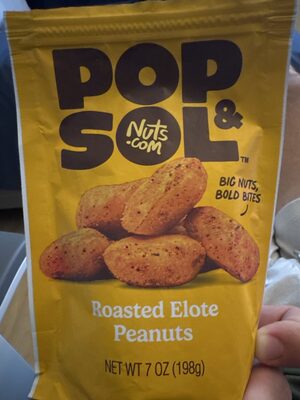 POP
& SOL™
Nuts
.com
BIG NUTS,
BOLD BITES
Roasted Elote
Peanuts
NET WT 7 OZ (198g)